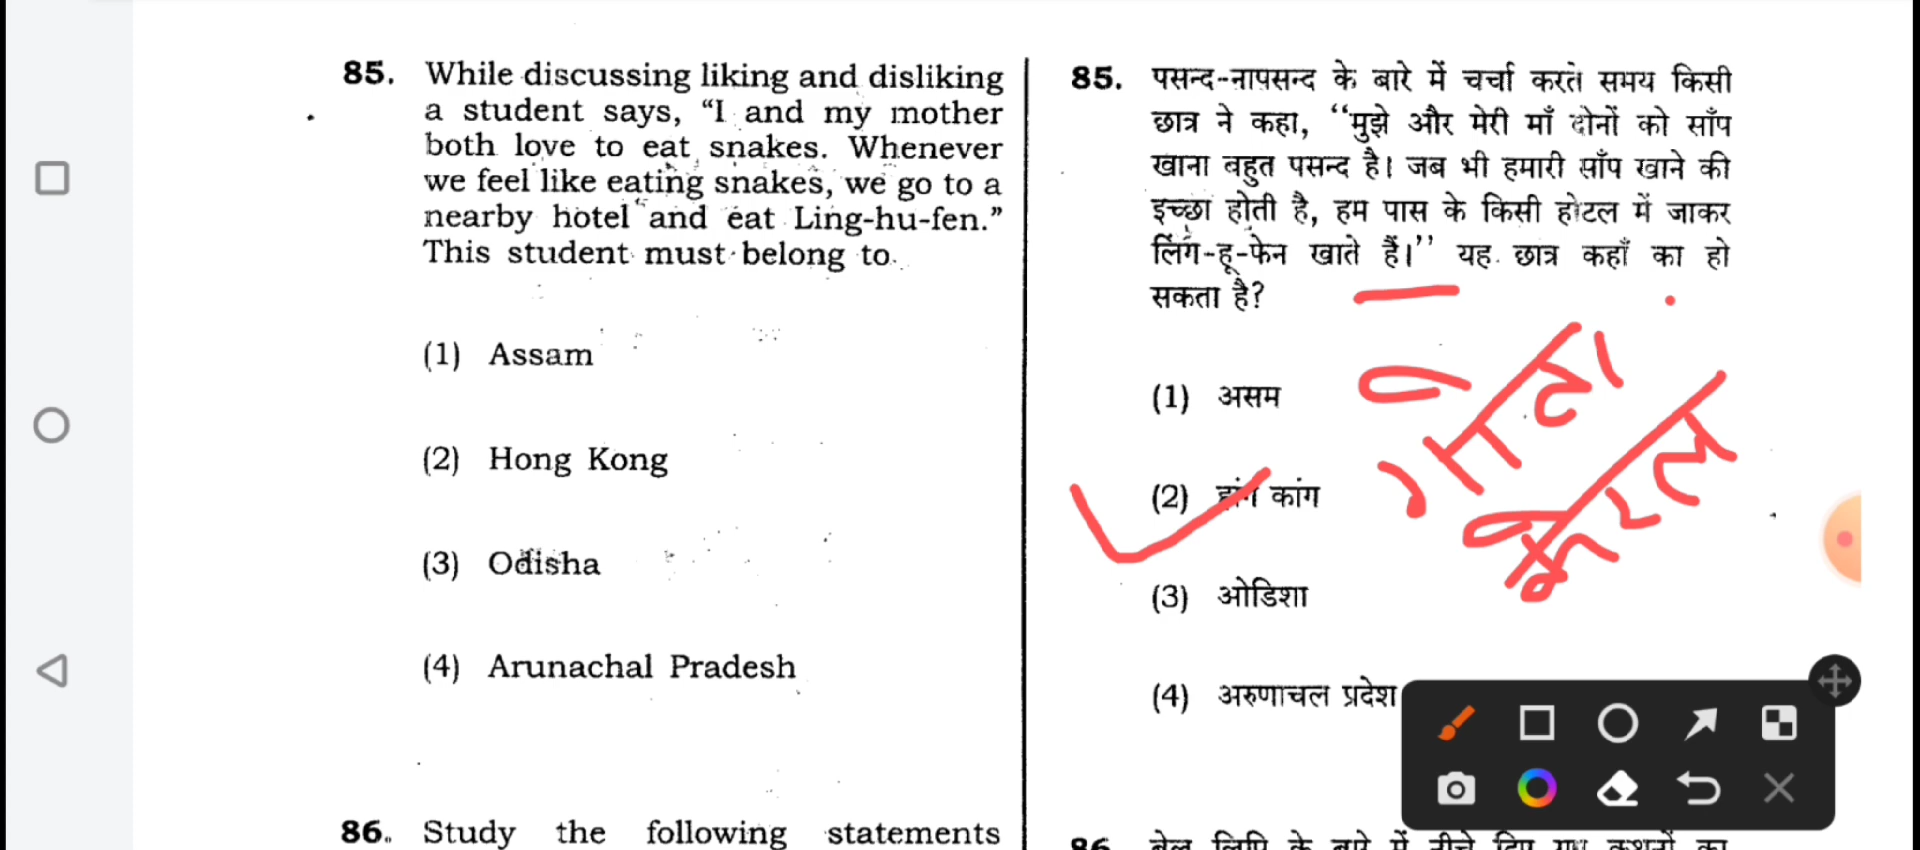 85. While discussing liking and disliking
a student says, “I and my mother
both love to eat snakes. Whenever
we feel like eating snakes, we go to a
nearby hotel and eat Ling-hu-fen.”
This student must belong to
(1) Assam
(2) Hong Kong
(3) Odisha
(4) Arunachal Pradesh
86. Study the following statements
85. पसन्द-नापसन्द के बारे में चर्चा करते समय किसी
छात्र ने कहा, ‘‘मुझे और मेरी माँ दोनों को साँप
खाना बहुत पसन्द है। जब भी हमारी साँप खाने की
इच्छा होती है, हम पास के किसी होटल में जाकर
लिंग-हू-फेन खाते हैं।’’ यह छात्र कहाँ का हो
सकता है?
(1) असम
(2) हांग कांग
(3) ओडिशा
(4) अरुणाचल प्रदेश
केरल
86. ब्रेल लिपि के बारे में नीचे दिए गए कथनों का